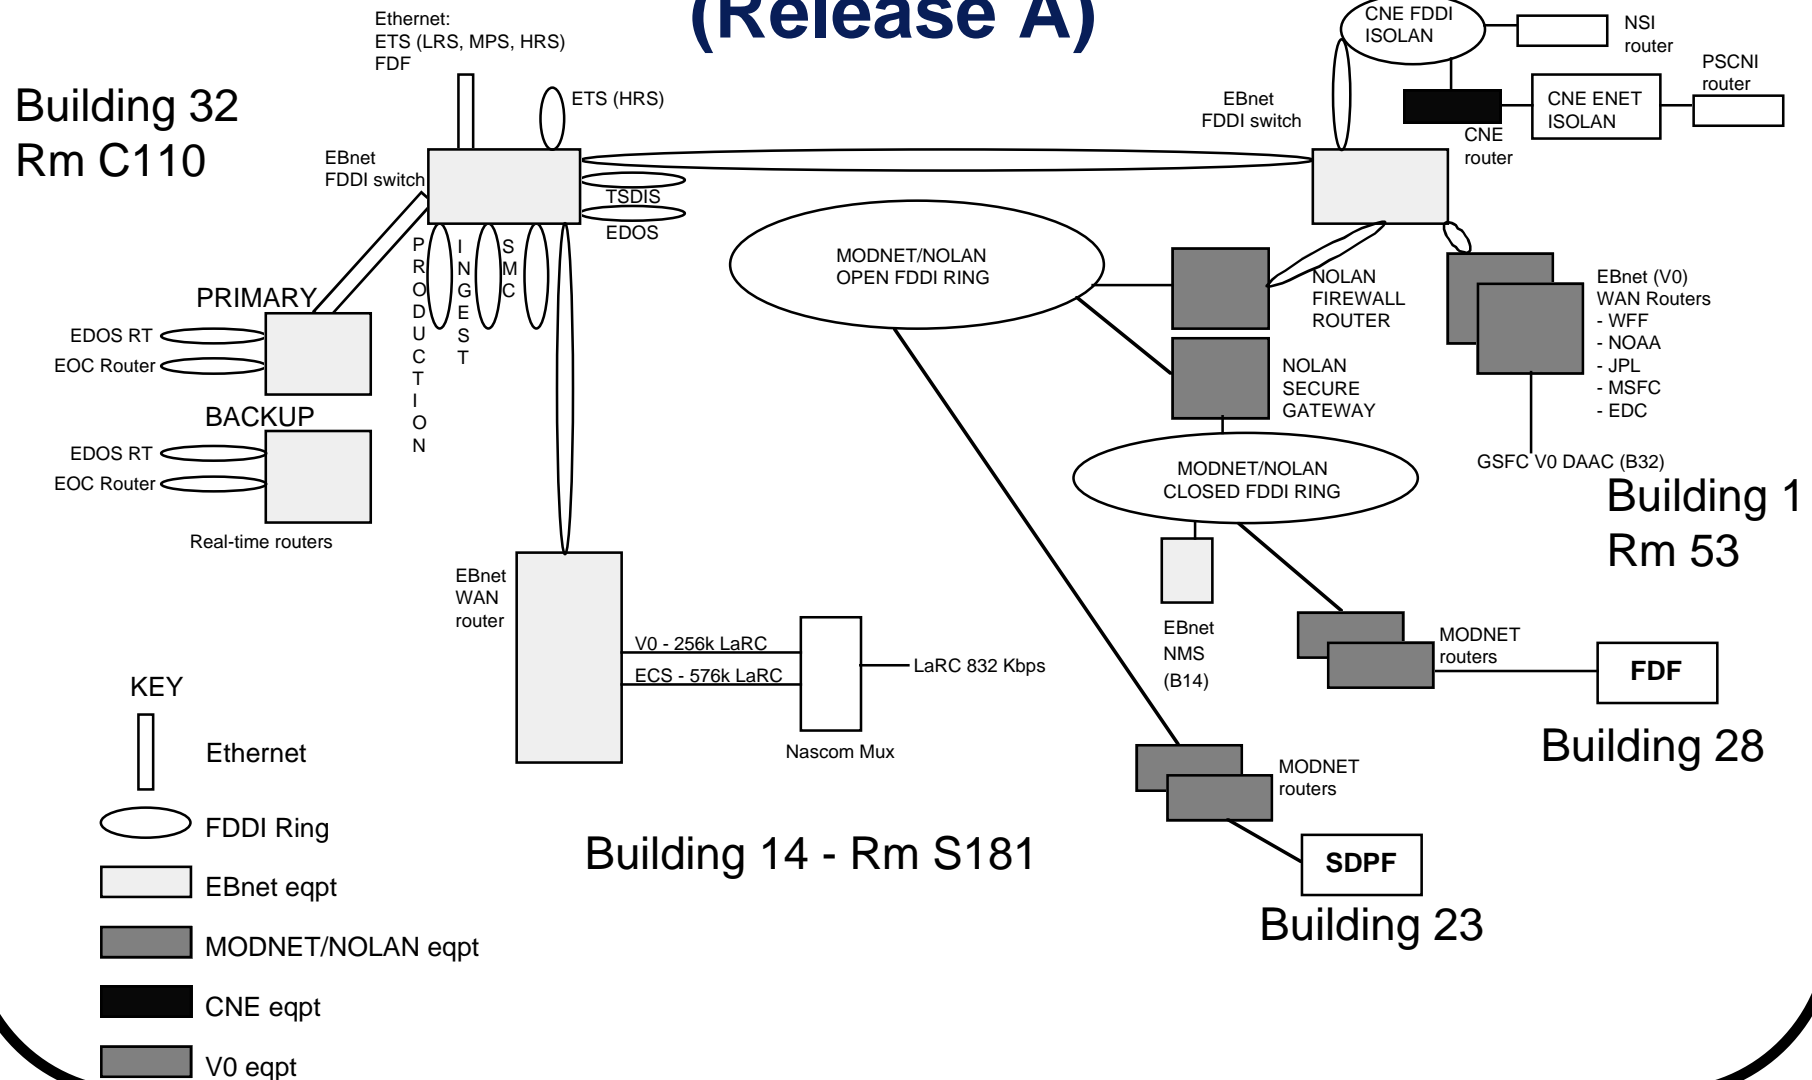 (Release A)
Ethernet:
ETS (LRS, MPS, HRS)
FDF
Building 32
Rm C110
ETS (HRS)
EBnet
FDDI switch
TSDIS
EDOS
PRODUCTION
INGEST
SMC
PRIMARY
EDOS RT
EOC Router
BACKUP
EDOS RT
EOC Router
Real-time routers
EBnet
WAN
router
V0 - 256k LaRC
ECS - 576k LaRC
LaRC 832 Kbps
Nascom Mux
Building 14 - Rm S181
CNE FDDI
ISOLAN
NSI
router
PSCNI
router
CNE ENET
ISOLAN
CNE
router
EBnet
FDDI switch
MODNET/NOLAN
OPEN FDDI RING
NOLAN
FIREWALL
ROUTER
NOLAN
SECURE
GATEWAY
EBnet (V0)
WAN Routers
- WFF
- NOAA
- JPL
- MSFC
- EDC
GSFC V0 DAAC (B32)
Building 1
Rm 53
MODNET/NOLAN
CLOSED FDDI RING
EBnet
NMS
(B14)
MODNET
routers
FDF
Building 28
MODNET
routers
SDPF
Building 23
KEY
Ethernet
FDDI Ring
EBnet eqpt
MODNET/NOLAN eqpt
CNE eqpt
V0 eqpt